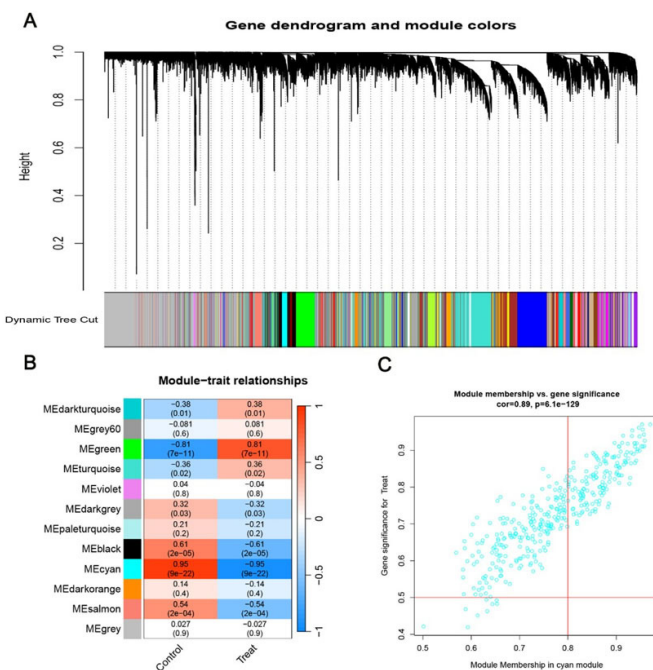 A
Gene dendrogram and module colors
Height
1.0
0.8
0.6
0.4
0.2
Dynamic Tree Cut
B
Module−trait relationships
MEdarkturquoise −0.38 (0.01) 0.38 (0.01)
MEgrey60 −0.081 (0.6) 0.081 (0.6)
MEgreen −0.81 (7e−11) 0.81 (7e−11)
MEturquoise −0.36 (0.02) 0.36 (0.02)
MEviolet 0.04 (0.8) −0.04 (0.8)
MEdarkgrey 0.32 (0.03) −0.32 (0.03)
MEpaleturquoise 0.21 (0.2) −0.21 (0.2)
MEblack 0.61 (2e−05) −0.61 (2e−05)
MEcyan 0.95 (9e−22) −0.95 (9e−22)
MEdarkorange 0.14 (0.4) −0.14 (0.4)
MEsalmon 0.54 (2e−04) −0.54 (2e−04)
MEgrey 0.027 (0.9) −0.027 (0.9)
Control Treat
1
0.5
0
−0.5
−1
C
Module membership vs. gene significance
cor=0.89, p=6.1e−129
Gene significance for Treat
0.9
0.8
0.7
0.6
0.5
0.4
0.5 0.6 0.7 0.8 0.9
Module Membership in cyan module